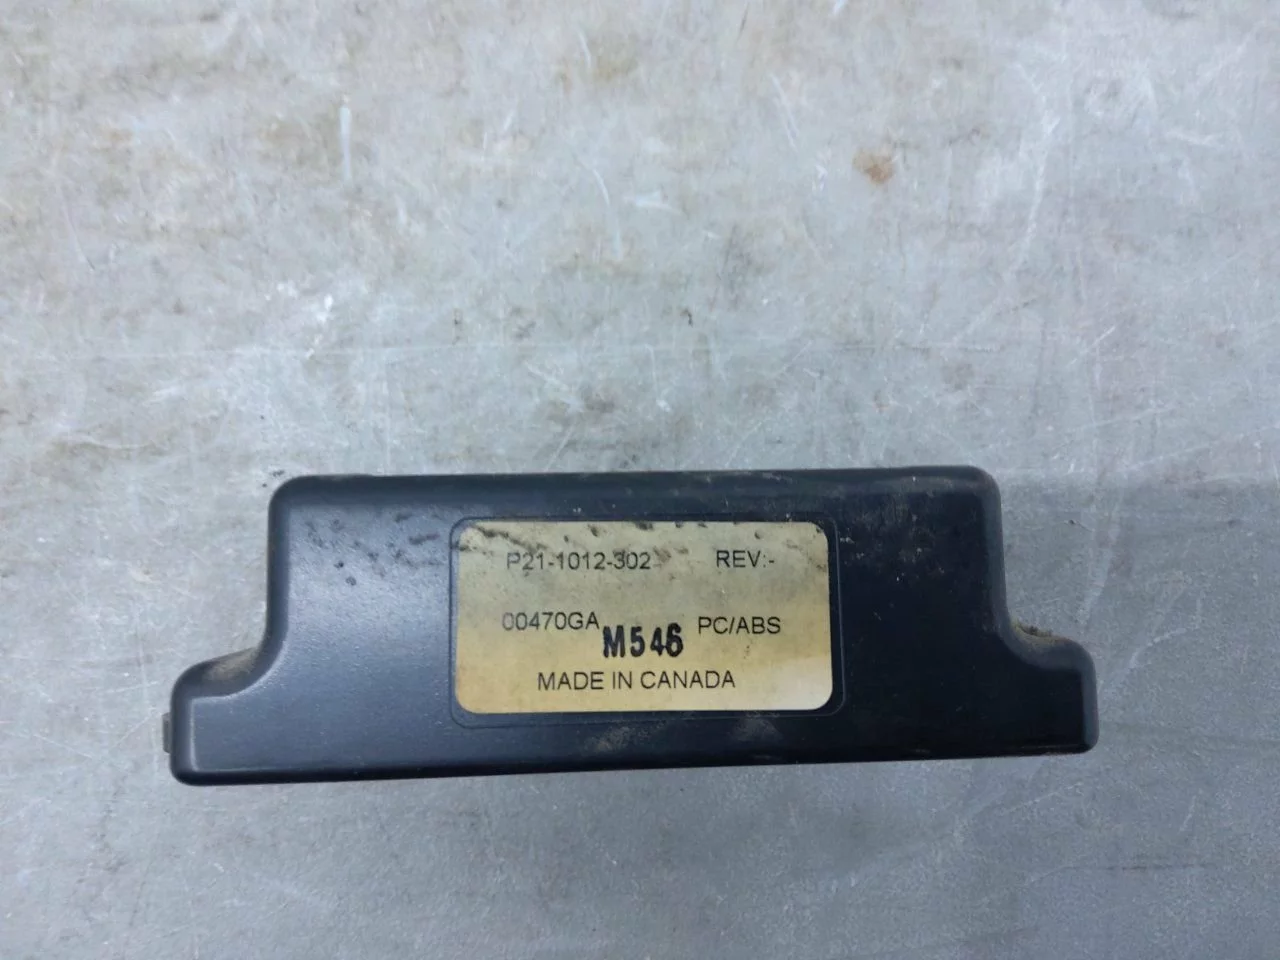 P21-1012-302 REV:-
00470GA M546 PC/ABS
MADE IN CANADA